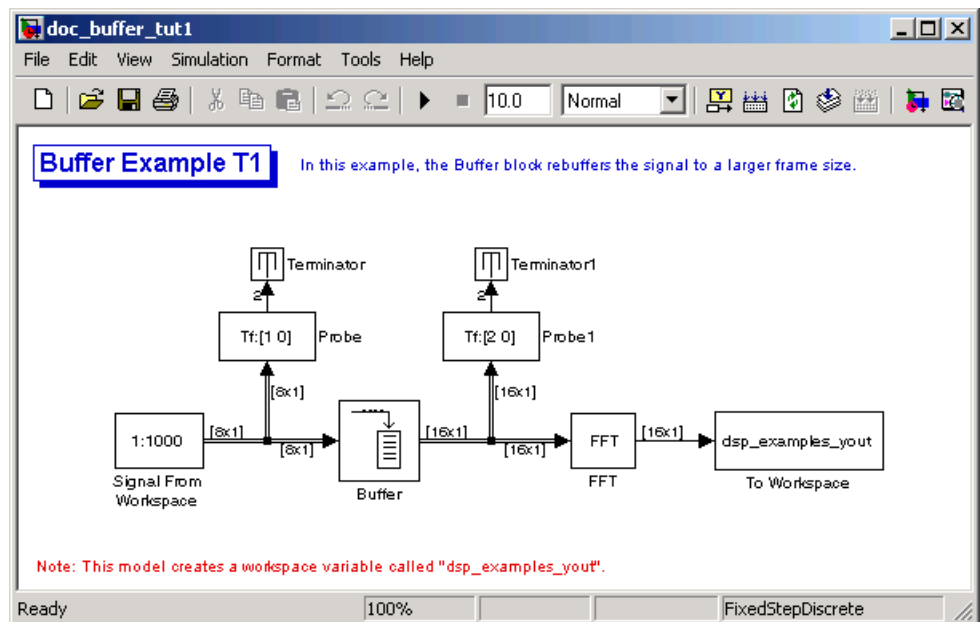 doc_buffer_tut1
File Edit View Simulation Format Tools Help
10.0 Normal
Buffer Example T1
In this example, the Buffer block rebuffers the signal to a larger frame size.
Terminator
Terminator1
2
2
Tf:[1 0]
Probe
Tf:[2 0]
Probe1
[8x1]
[16x1]
1:1000
[8x1]
[8x1]
[16x1]
[16x1]
FFT
[16x1]
dsp_examples_yout
Signal From
Workspace
Buffer
FFT
To Workspace
Note: This model creates a workspace variable called "dsp_examples_yout".
Ready 100% FixedStepDiscrete